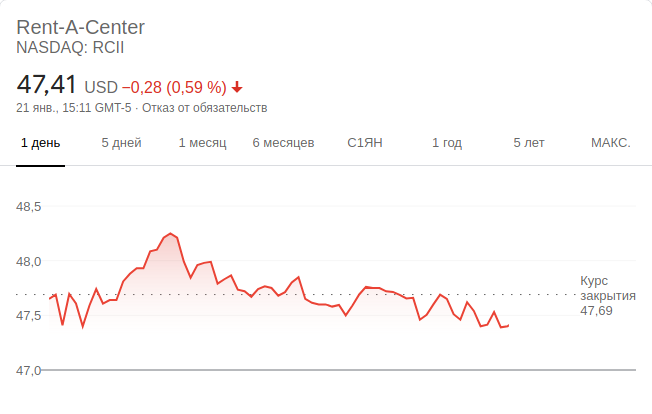 Rent-A-Center
NASDAQ: RCII
47,41 USD −0,28 (0,59 %)
21 янв., 15:11 GMT-5 · Отказ от обязательств
1 день 5 дней 1 месяц 6 месяцев С1ЯН 1 год 5 лет МАКС.
48,5
48,0
Курс
закрытия
47,69
47,5
47,0